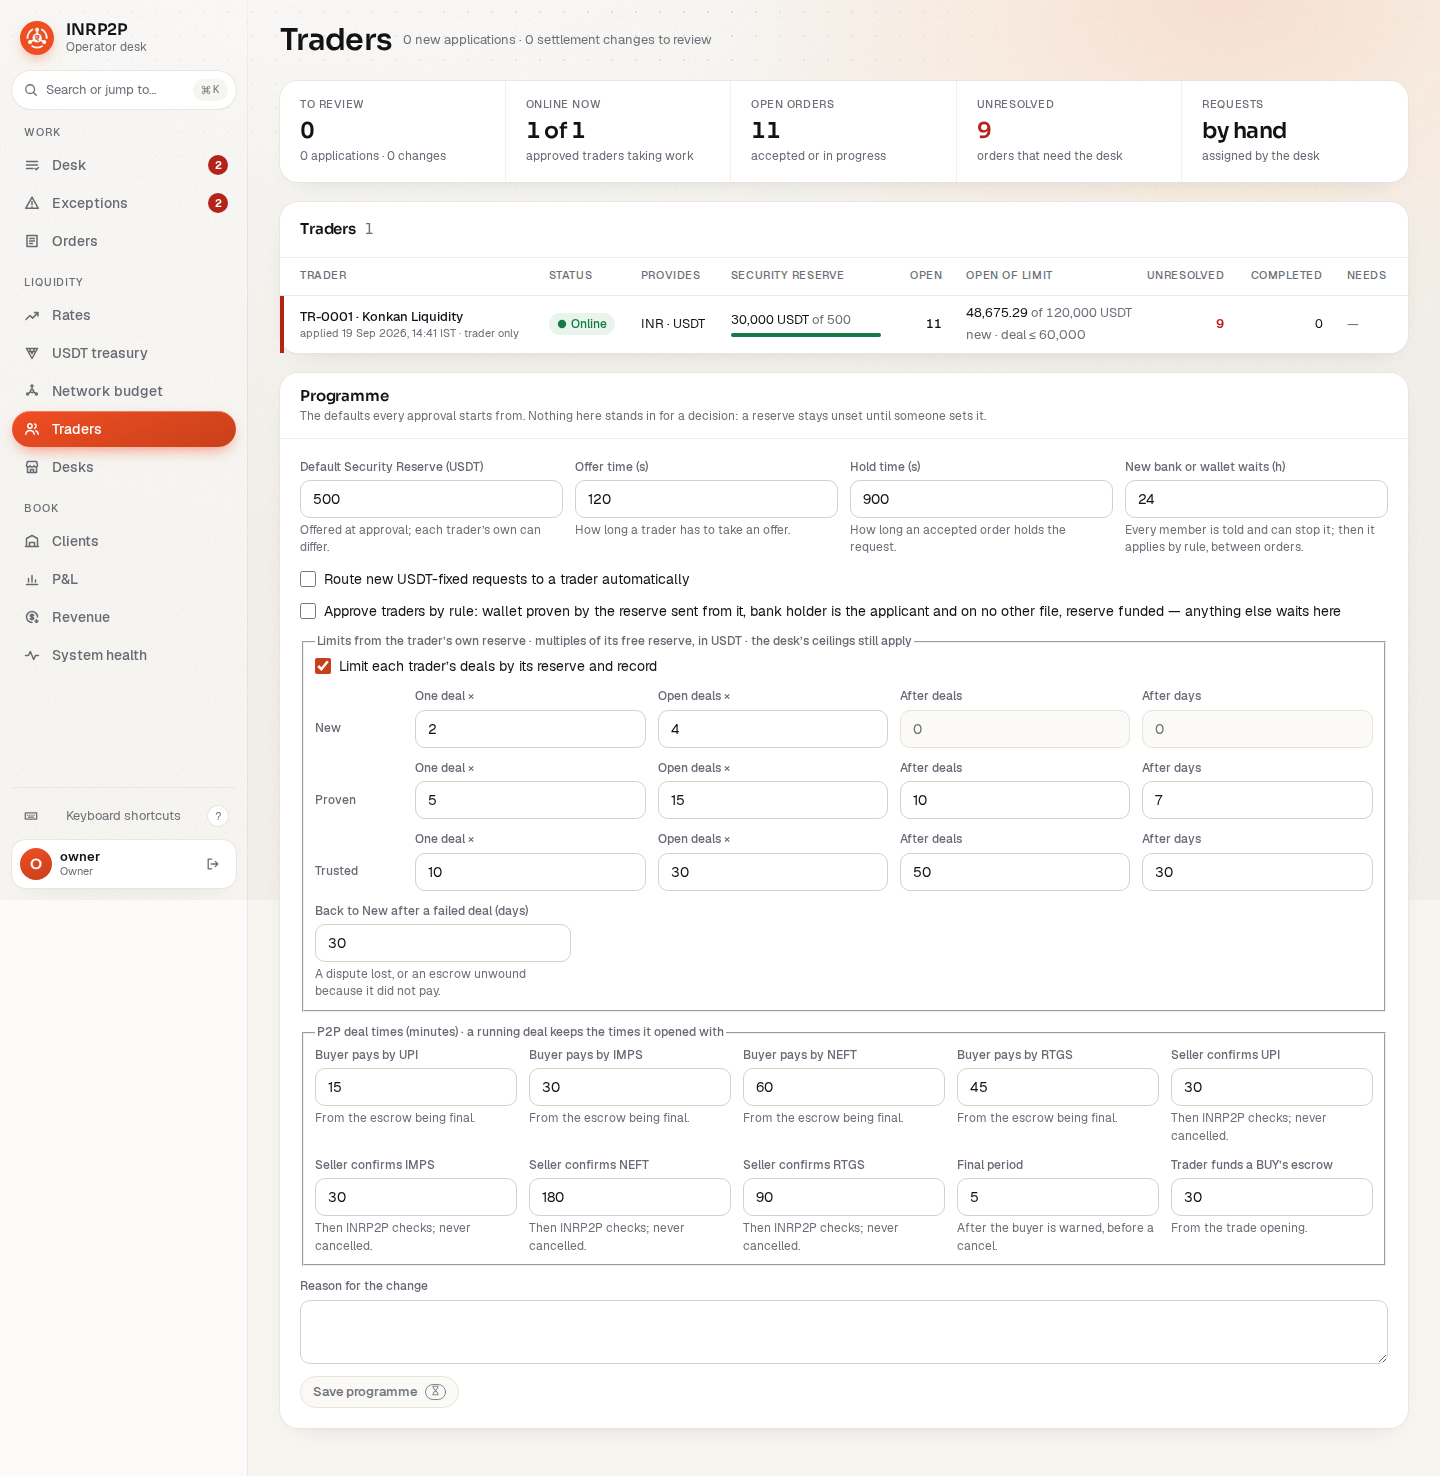 INRP2P
Operator desk
Search or jump to...
⌘K
WORK
Desk
2
Exceptions
2
Orders
LIQUIDITY
Rates
USDT treasury
Network budget
Traders
Desks
BOOK
Clients
P&L
Revenue
System health
Keyboard shortcuts
?
O
owner
Owner
Traders
0 new applications · 0 settlement changes to review
TO REVIEW
0
0 applications · 0 changes
ONLINE NOW
1 of 1
approved traders taking work
OPEN ORDERS
11
accepted or in progress
UNRESOLVED
9
orders that need the desk
REQUESTS
by hand
assigned by the desk
Traders 1
TRADER STATUS PROVIDES SECURITY RESERVE OPEN OPEN OF LIMIT UNRESOLVED COMPLETED NEEDS
TR-0001 · Konkan Liquidity
applied 19 Sep 2026, 14:41 IST · trader only
Online
INR · USDT
30,000 USDT of 500
11
48,675.29 of 120,000 USDT
new · deal ≤ 60,000
9
0
—
Programme
The defaults every approval starts from. Nothing here stands in for a decision: a reserve stays unset until someone sets it.
Default Security Reserve (USDT)
500
Offered at approval; each trader's own can
differ.
Offer time (s)
120
How long a trader has to take an offer.
Hold time (s)
900
How long an accepted order holds the
request.
New bank or wallet waits (h)
24
Every member is told and can stop it; then it
applies by rule, between orders.
Route new USDT-fixed requests to a trader automatically
Approve traders by rule: wallet proven by the reserve sent from it, bank holder is the applicant and on no other file, reserve funded — anything else waits here
Limits from the trader's own reserve · multiples of its free reserve, in USDT · the desk's ceilings still apply
Limit each trader's deals by its reserve and record
One deal × Open deals × After deals After days
New 2 4 0 0
One deal × Open deals × After deals After days
Proven 5 15 10 7
One deal × Open deals × After deals After days
Trusted 10 30 50 30
Back to New after a failed deal (days)
30
A dispute lost, or an escrow unwound
because it did not pay.
P2P deal times (minutes) · a running deal keeps the times it opened with
Buyer pays by UPI
15
From the escrow being final.
Buyer pays by IMPS
30
From the escrow being final.
Buyer pays by NEFT
60
From the escrow being final.
Buyer pays by RTGS
45
From the escrow being final.
Seller confirms UPI
30
Then INRP2P checks; never
cancelled.
Seller confirms IMPS
30
Then INRP2P checks; never
cancelled.
Seller confirms NEFT
180
Then INRP2P checks; never
cancelled.
Seller confirms RTGS
90
Then INRP2P checks; never
cancelled.
Final period
5
After the buyer is warned, before a
cancel.
Trader funds a BUY's escrow
30
From the trade opening.
Reason for the change
Save programme